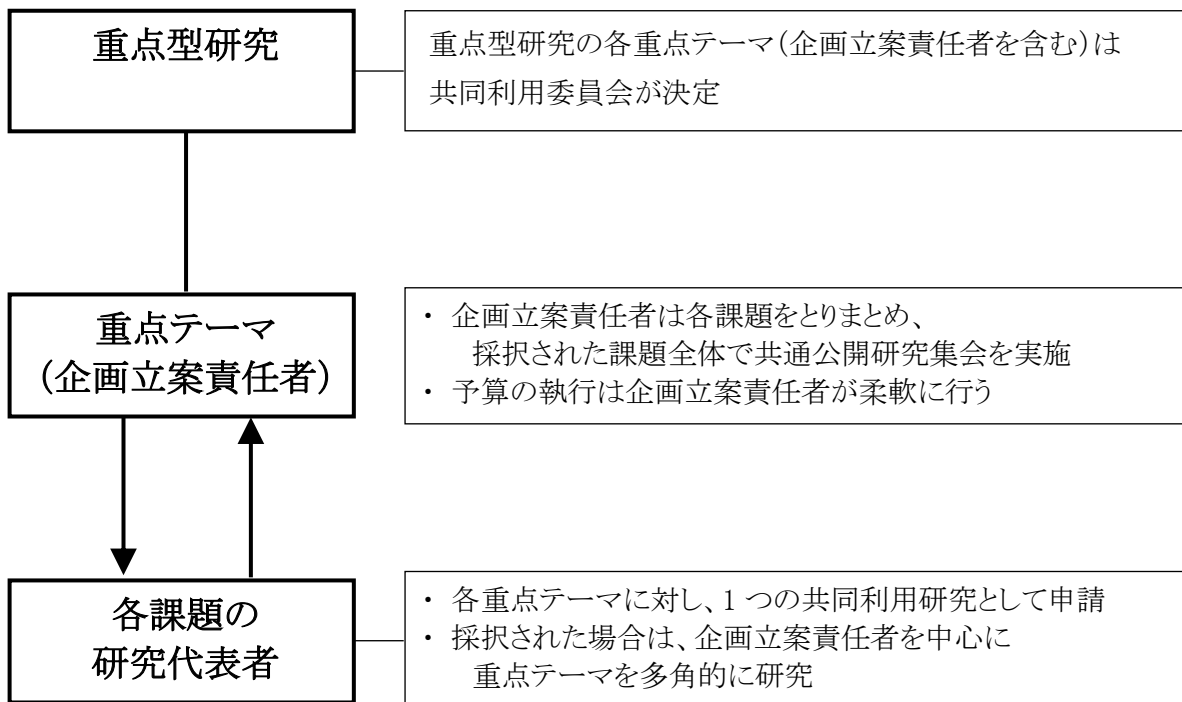 重点型研究
重点型研究の各重点テーマ(企画立案責任者を含む)は
共同利用委員会が決定
重点テーマ
(企画立案責任者)
・ 企画立案責任者は各課題をとりまとめ、
採択された課題全体で共通公開研究集会を実施
・ 予算の執行は企画立案責任者が柔軟に行う
各課題の
研究代表者
・ 各重点テーマに対し、1 つの共同利用研究として申請
・ 採択された場合は、企画立案責任者を中心に
重点テーマを多角的に研究